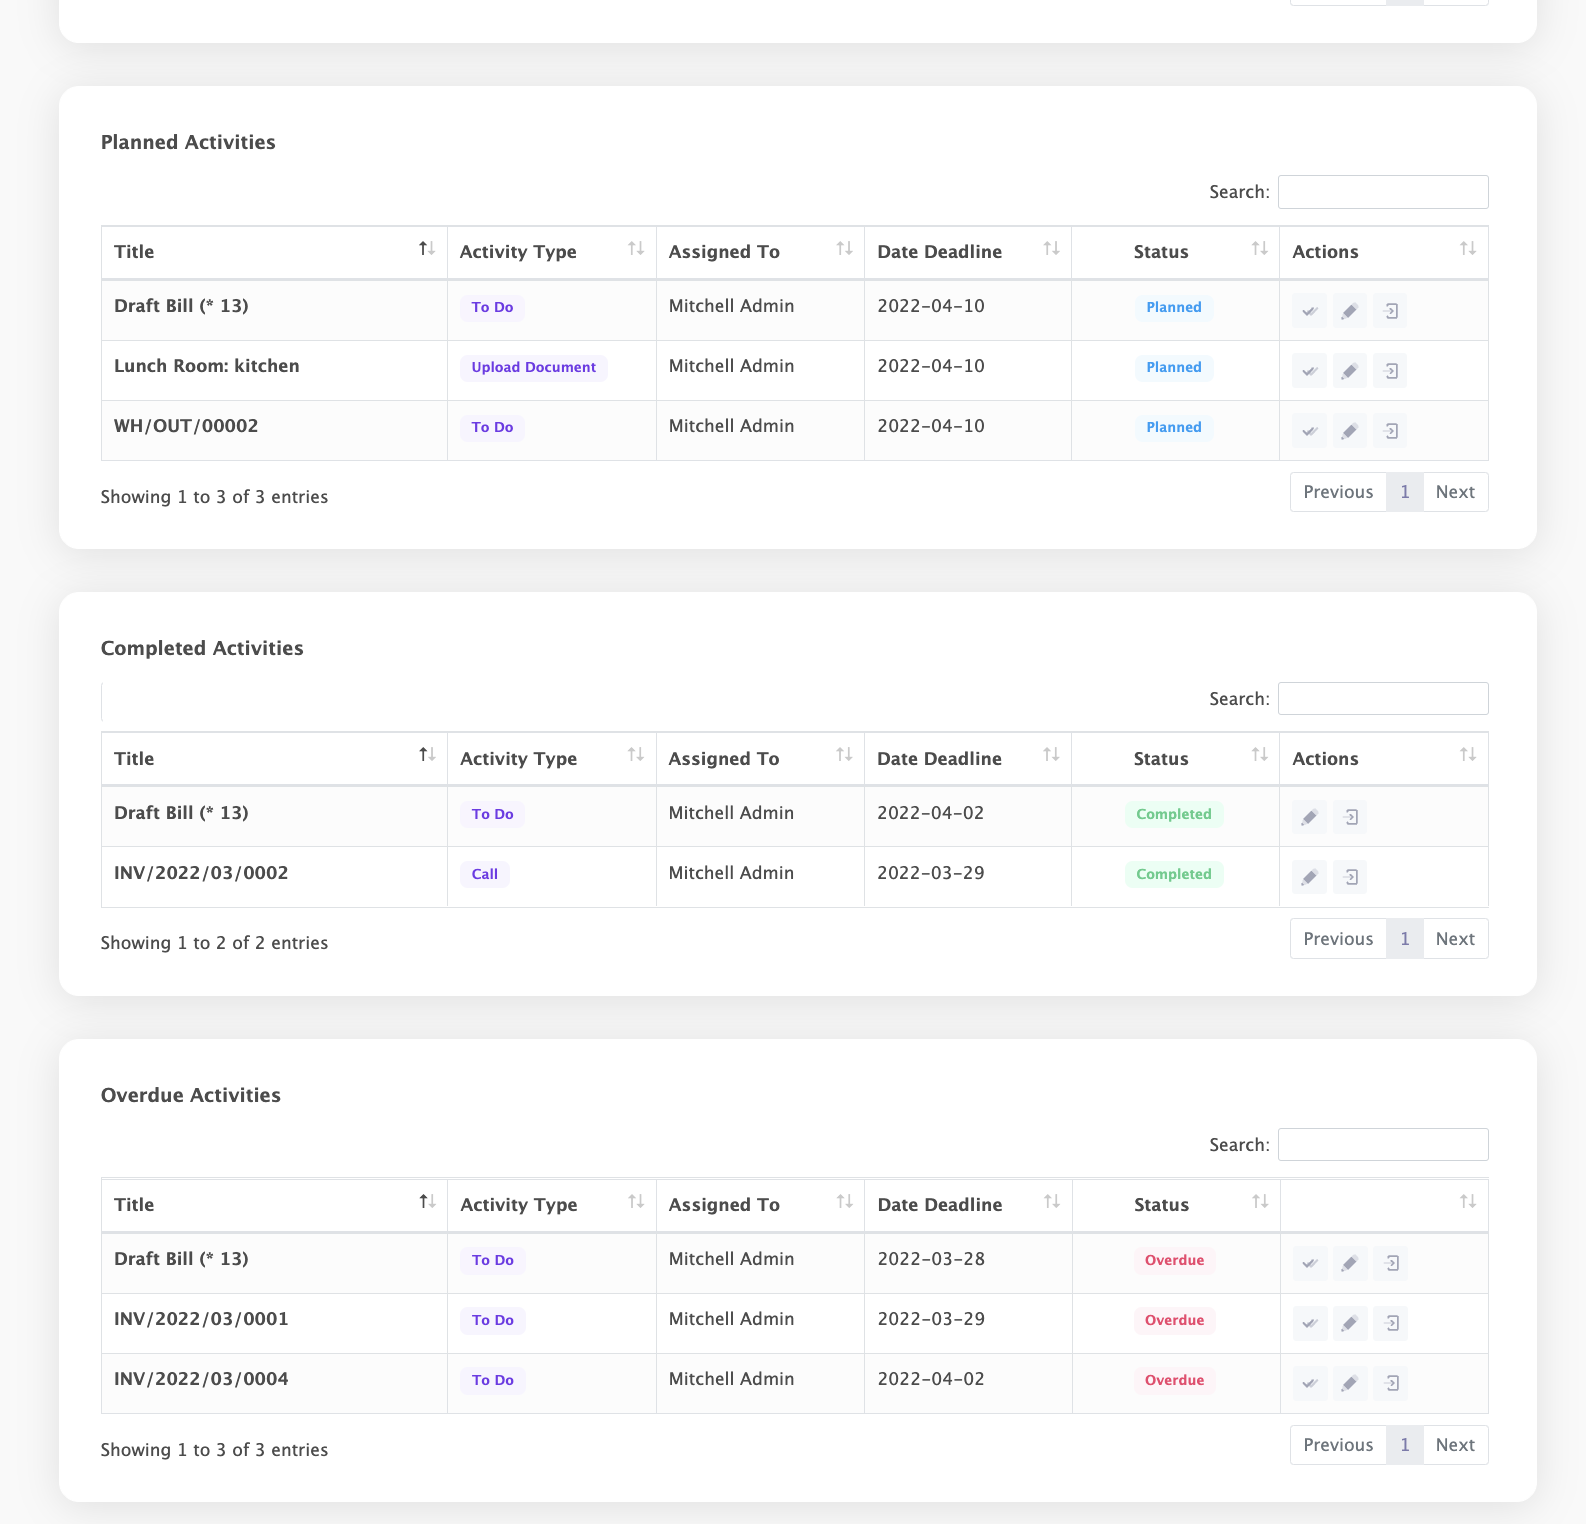 Planned Activities
Search:
Title Activity Type Assigned To Date Deadline Status Actions
Draft Bill (* 13) To Do Mitchell Admin 2022-04-10 Planned
Lunch Room: kitchen Upload Document Mitchell Admin 2022-04-10 Planned
WH/OUT/00002 To Do Mitchell Admin 2022-04-10 Planned
Showing 1 to 3 of 3 entries Previous 1 Next
Completed Activities
Search:
Title Activity Type Assigned To Date Deadline Status Actions
Draft Bill (* 13) To Do Mitchell Admin 2022-04-02 Completed
INV/2022/03/0002 Call Mitchell Admin 2022-03-29 Completed
Showing 1 to 2 of 2 entries Previous 1 Next
Overdue Activities
Search:
Title Activity Type Assigned To Date Deadline Status
Draft Bill (* 13) To Do Mitchell Admin 2022-03-28 Overdue
INV/2022/03/0001 To Do Mitchell Admin 2022-03-29 Overdue
INV/2022/03/0004 To Do Mitchell Admin 2022-04-02 Overdue
Showing 1 to 3 of 3 entries Previous 1 Next